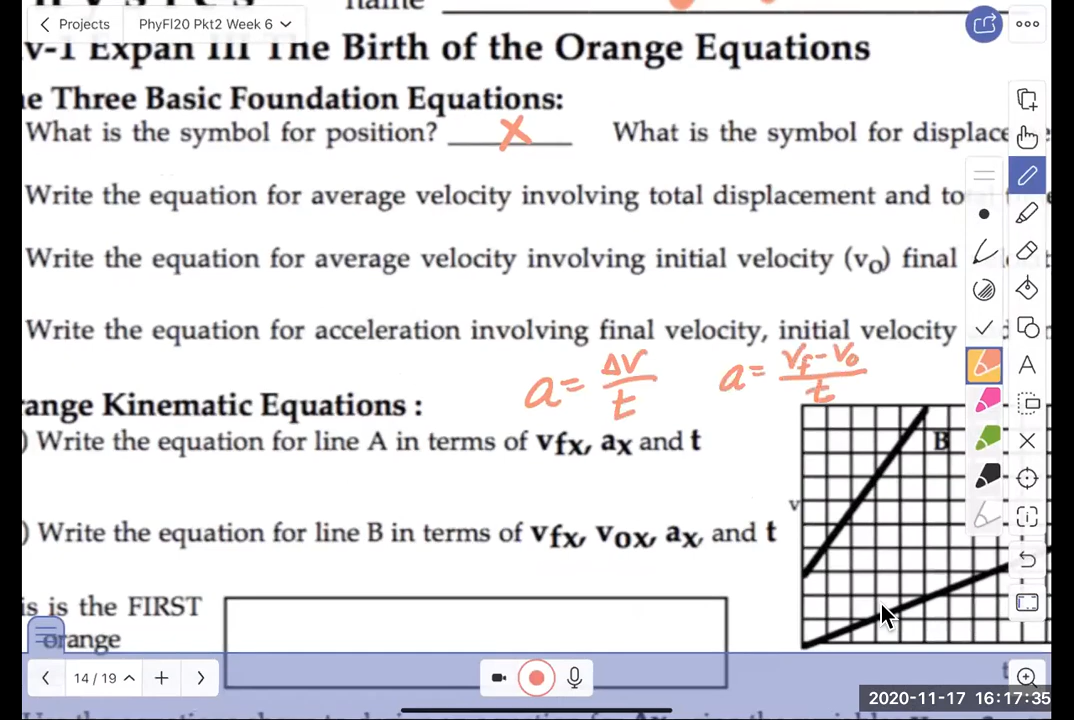 Projects PhyFl20 Pkt2 Week 6 name
v-1 Expan III The Birth of the Orange Equations
e Three Basic Foundation Equations:
What is the symbol for position? X What is the symbol for displace
Write the equation for average velocity involving total displacement and to
Write the equation for average velocity involving initial velocity (vo) final
Write the equation for acceleration involving final velocity, initial velocity
a = Δv/t a = vf - vo/t
range Kinematic Equations :
) Write the equation for line A in terms of vfx, ax and t
B
v
) Write the equation for line B in terms of vfx, vox, ax, and t
is is the FIRST
orange
14 / 19
2020-11-17 16:17:35